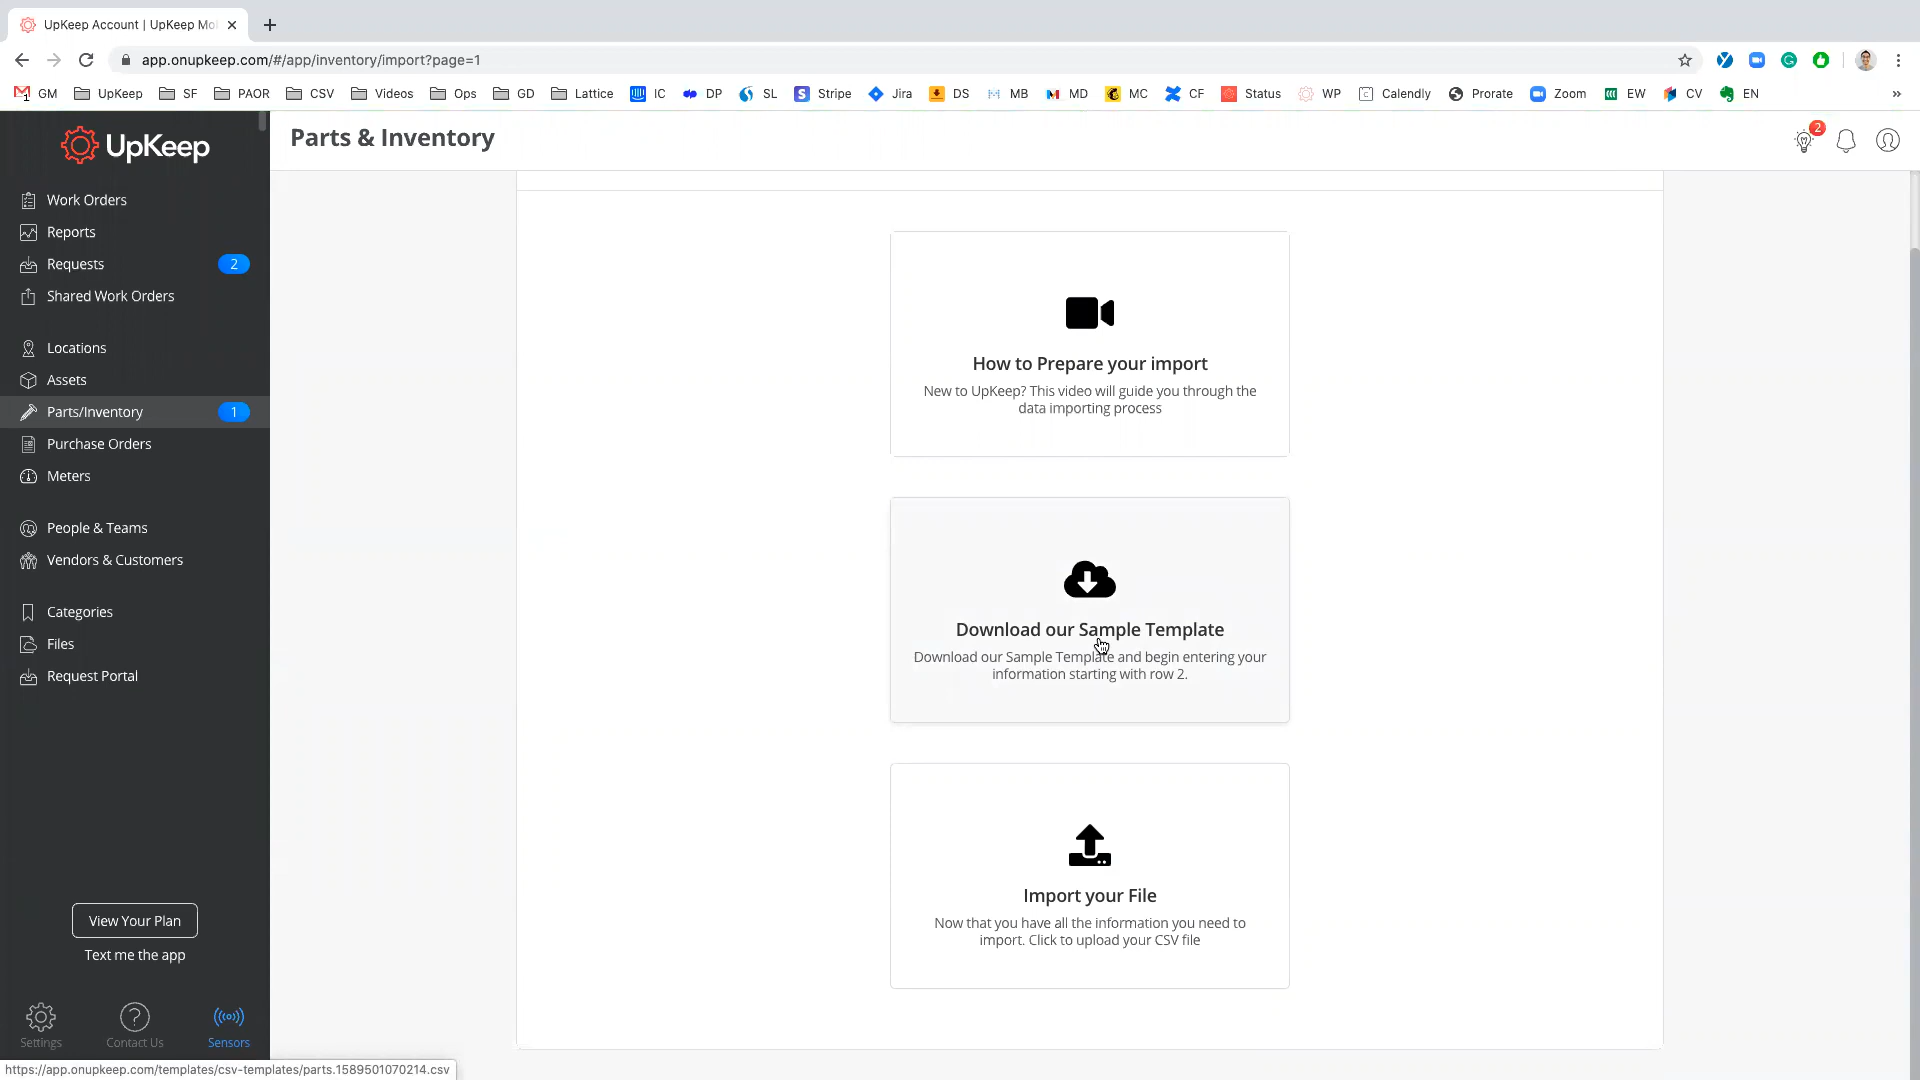 UpKeep Account | UpKeep Mo
app.onupkeep.com/#/app/inventory/import?page=1
GM UpKeep SF PAOR CSV Videos Ops GD Lattice IC DP SL Stripe Jira DS MB MD MC CF Status WP Calendly Prorate Zoom EW CV EN »
UpKeep
Parts & Inventory
2
Work Orders
Reports
Requests 2
Shared Work Orders
Locations
Assets
Parts/Inventory 1
Purchase Orders
Meters
People & Teams
Vendors & Customers
Categories
Files
Request Portal
View Your Plan
Text me the app
Settings Contact Us Sensors
How to Prepare your import
New to UpKeep? This video will guide you through the
data importing process
Download our Sample Template
Download our Sample Template and begin entering your
information starting with row 2.
Import your File
Now that you have all the information you need to
import. Click to upload your CSV file
https://app.onupkeep.com/templates/csv-templates/parts.1589501070214.csv